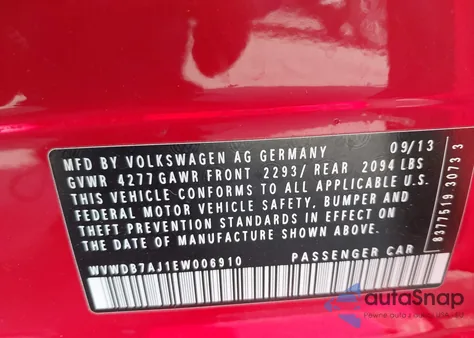 09/13
MFD BY VOLKSWAGEN AG GERMANY
GVWR 4277 GAWR FRONT 2293/ REAR 2094 LBS
THIS VEHICLE CONFORMS TO ALL APPLICABLE U.S.
FEDERAL MOTOR VEHICLE SAFETY, BUMPER AND
THEFT PREVENTION STANDARDS IN EFFECT ON
THE DATE OF MANUFACTURE SHOWN ABOVE.
WVWDB7AJ1EW006910 PASSENGER CAR
8377519 3073 3
autoSnap